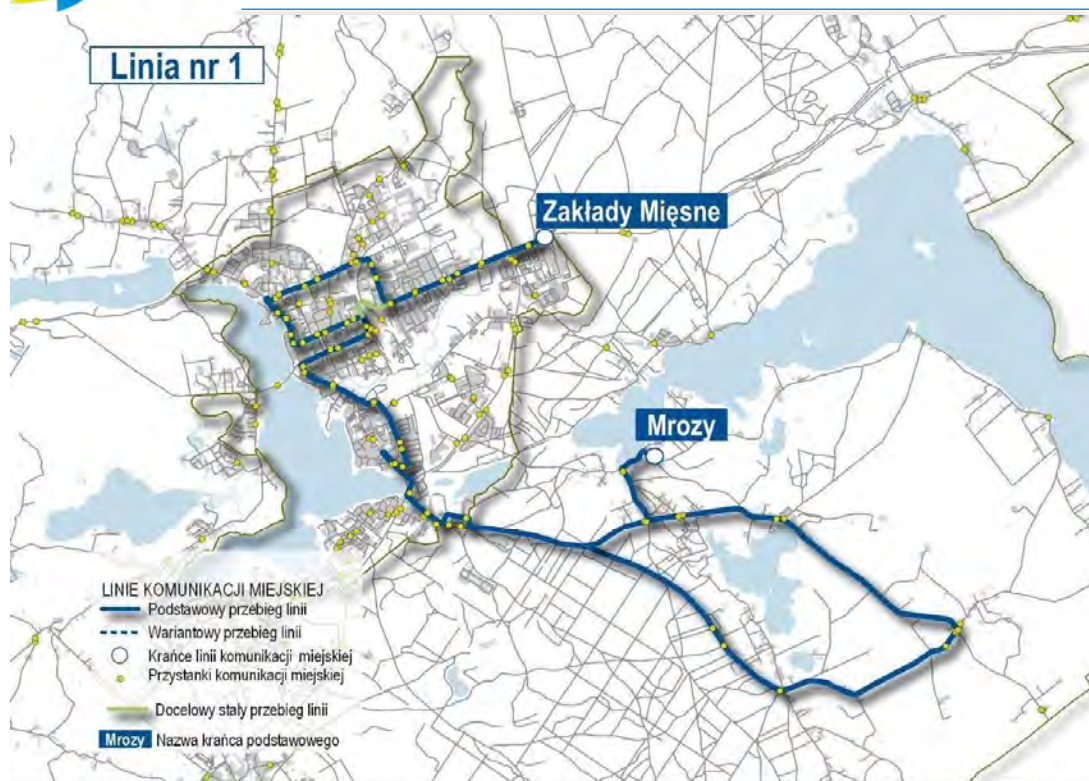 Linia nr 1
Zakłady Mięsne
Mrozy
LINIE KOMUNIKACJI MIEJSKIEJ
Podstawowy przebieg linii
Wariantowy przebieg linii
Krańce linii komunikacji miejskiej
Przystanki komunikacji miejskiej
Docelowy stały przebieg linii
Mrozy Nazwa krańca podstawowego